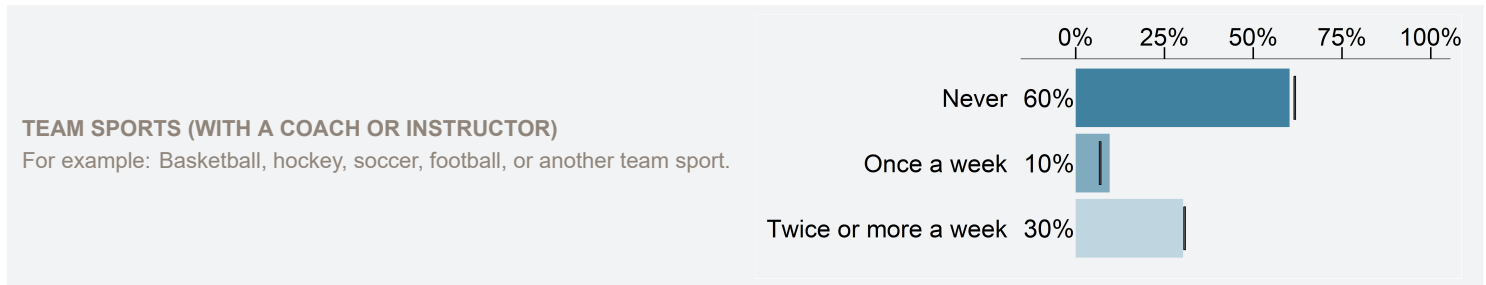 TEAM SPORTS (WITH A COACH OR INSTRUCTOR)
For example: Basketball, hockey, soccer, football, or another team sport.
0% 25% 50% 75% 100%
Never 60%
Once a week 10%
Twice or more a week 30%